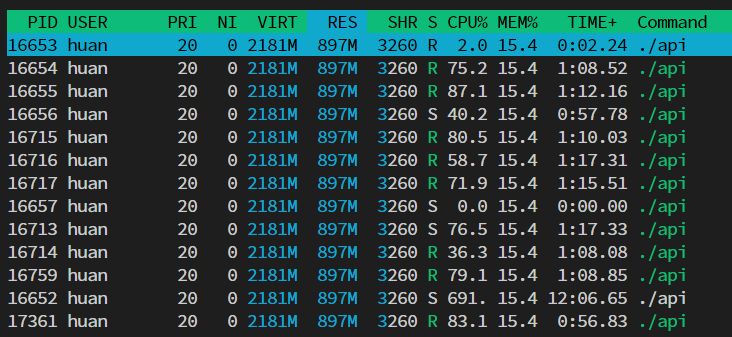 PID USER PRI NI VIRT RES SHR S CPU% MEM% TIME+ Command
16653 huan 20 0 2181M 897M 3260 R 2.0 15.4 0:02.24 ./api
16654 huan 20 0 2181M 897M 3260 R 75.2 15.4 1:08.52 ./api
16655 huan 20 0 2181M 897M 3260 R 87.1 15.4 1:12.16 ./api
16656 huan 20 0 2181M 897M 3260 S 40.2 15.4 0:57.78 ./api
16715 huan 20 0 2181M 897M 3260 R 80.5 15.4 1:10.03 ./api
16716 huan 20 0 2181M 897M 3260 R 58.7 15.4 1:17.31 ./api
16717 huan 20 0 2181M 897M 3260 R 71.9 15.4 1:15.51 ./api
16657 huan 20 0 2181M 897M 3260 S 0.0 15.4 0:00.00 ./api
16713 huan 20 0 2181M 897M 3260 S 76.5 15.4 1:17.33 ./api
16714 huan 20 0 2181M 897M 3260 R 36.3 15.4 1:08.08 ./api
16759 huan 20 0 2181M 897M 3260 R 79.1 15.4 1:08.85 ./api
16652 huan 20 0 2181M 897M 3260 S 691. 15.4 12:06.65 ./api
17361 huan 20 0 2181M 897M 3260 R 83.1 15.4 0:56.83 ./api